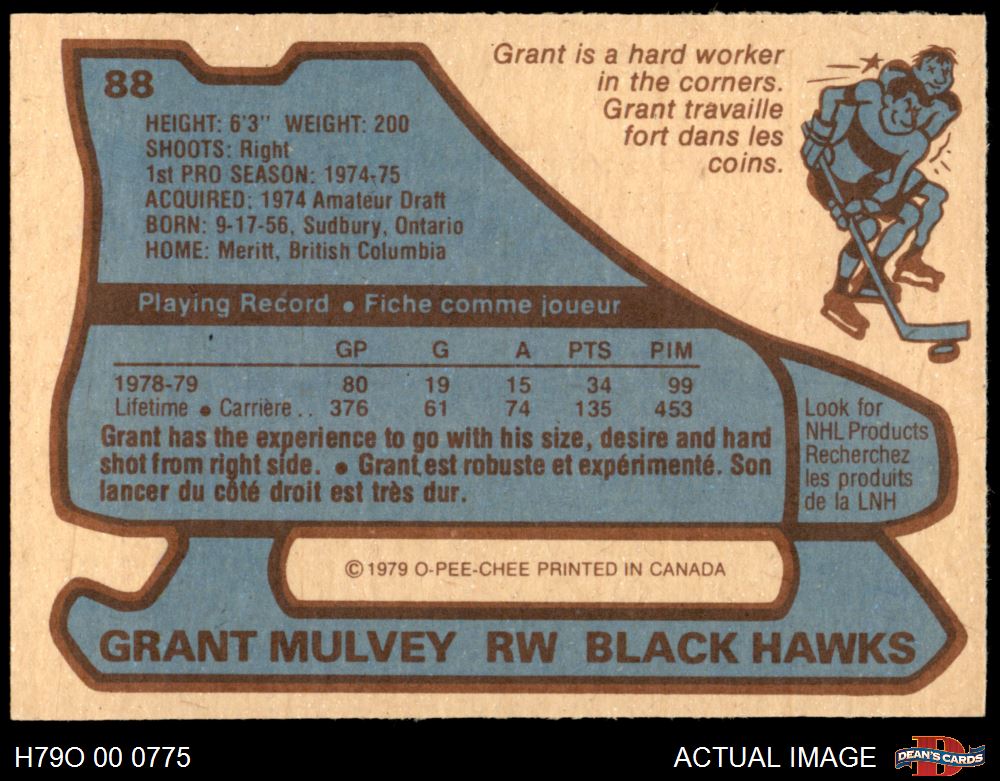 88
Grant is a hard worker
in the corners.
Grant travaille
fort dans les
coins.
HEIGHT: 6'3" WEIGHT: 200
SHOOTS: Right
1st PRO SEASON: 1974-75
ACQUIRED: 1974 Amateur Draft
BORN: 9-17-56, Sudbury, Ontario
HOME: Meritt, British Columbia
Playing Record ● Fiche comme joueur
GP G A PTS PIM
1978-79 80 19 15 34 99
Lifetime ● Carrière .. 376 61 74 135 453
Grant has the experience to go with his size, desire and hard
shot from right side. ● Grant est robuste et expérimenté. Son
lancer du côté droit est très dur.
Look for
NHL Products
Recherchez
les produits
de la LNH
© 1979 O-PEE-CHEE PRINTED IN CANADA
GRANT MULVEY RW BLACK HAWKS
H79O 00 0775
ACTUAL IMAGE
D
DEAN'S CARDS